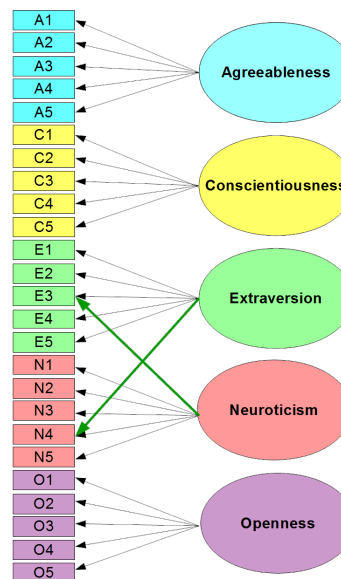 A1
A2
A3
A4
A5
Agreeableness
C1
C2
C3
C4
C5
Conscientiousness
E1
E2
E3
E4
E5
Extraversion
N1
N2
N3
N4
N5
Neuroticism
O1
O2
O3
O4
O5
Openness